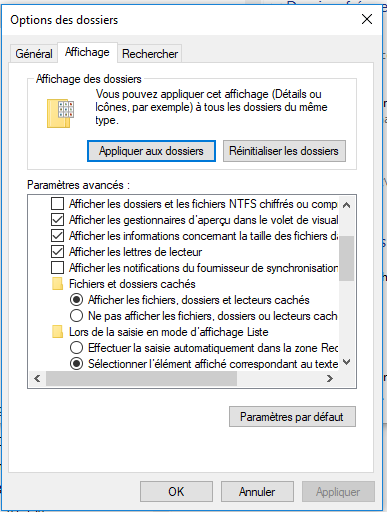 Options des dossiers
Général
Affichage
Rechercher
Affichage des dossiers
Vous pouvez appliquer cet affichage (Détails ou
Icônes, par exemple) à tous les dossiers du même
type.
Appliquer aux dossiers
Réinitialiser les dossiers
Paramètres avancés :
Afficher les dossiers et les fichiers NTFS chiffrés ou comp
Afficher les gestionnaires d'aperçu dans le volet de visual
Afficher les informations concernant la taille des fichiers da
Afficher les lettres de lecteur
Afficher les notifications du fournisseur de synchronisation
Fichiers et dossiers cachés
Afficher les fichiers, dossiers et lecteurs cachés
Ne pas afficher les fichiers, dossiers ou lecteurs cach
Lors de la saisie en mode d'affichage Liste
Effectuer la saisie automatiquement dans la zone Rec
Sélectionner l'élément affiché correspondant au texte
Paramètres par défaut
OK
Annuler
Appliquer